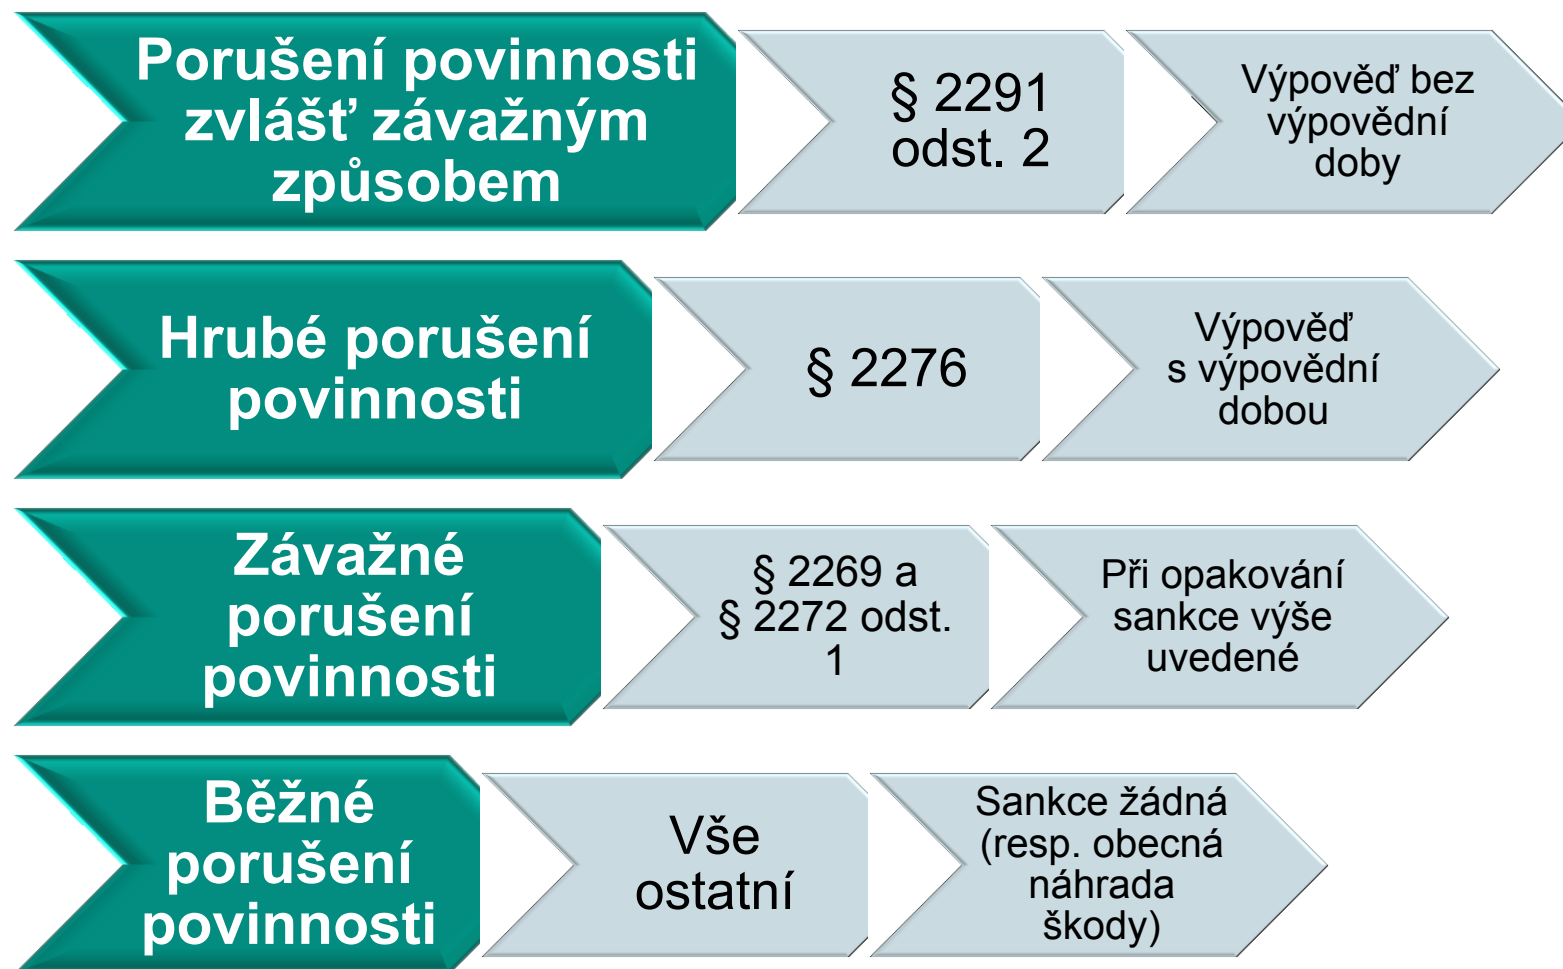 Porušení povinnosti
zvlášť závažným
způsobem
§ 2291
odst. 2
Výpověď bez
výpovědní
doby
Hrubé porušení
povinnosti
§ 2276
Výpověď
s výpovědní
dobou
Závažné
porušení
povinnosti
§ 2269 a
§ 2272 odst.
1
Při opakování
sankce výše
uvedené
Běžné
porušení
povinnosti
Vše
ostatní
Sankce žádná
(resp. obecná
náhrada
škody)